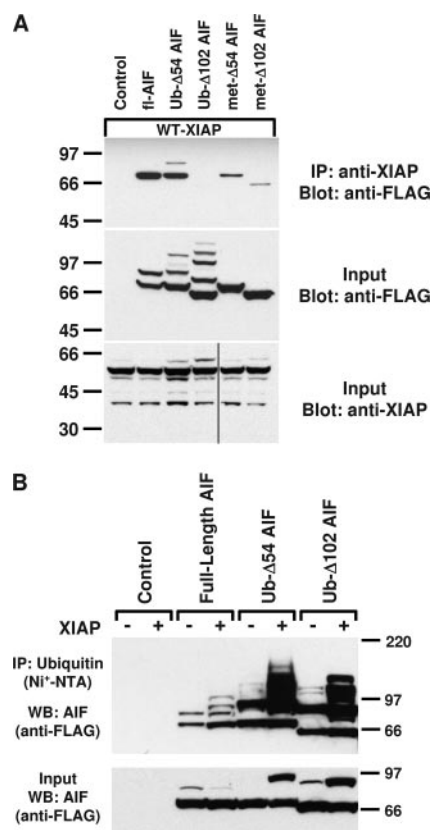 A
Control
fl-AIF
Ub-Δ54 AIF
Ub-Δ102 AIF
met-Δ54 AIF
met-Δ102 AIF
WT-XIAP
97
66
45
IP: anti-XIAP
Blot: anti-FLAG
97
66
45
Input
Blot: anti-FLAG
66
45
30
Input
Blot: anti-XIAP
B
Control
Full-Length AIF
Ub-Δ54 AIF
Ub-Δ102 AIF
XIAP
- + - + - + - +
IP: Ubiquitin
(Ni⁺-NTA)
WB: AIF
(anti-FLAG)
220
97
66
Input
WB: AIF
(anti-FLAG)
97
66